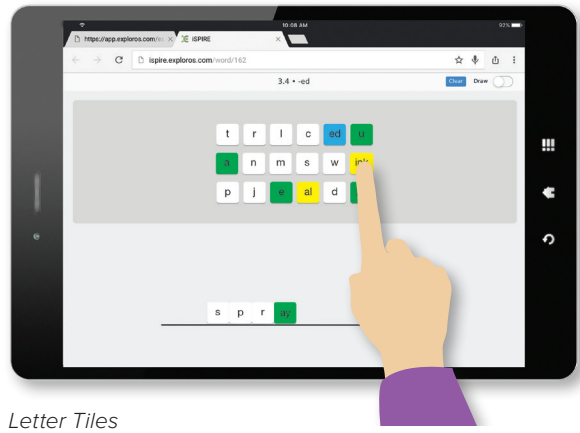 10:08 AM 92%
https://app.exploros.com/ iSPIRE
ispire.exploros.com/word/162
3.4 • -ed Clear Draw
t r l c ed u
a n m s w
p j e al d
s p r ay
Letter Tiles